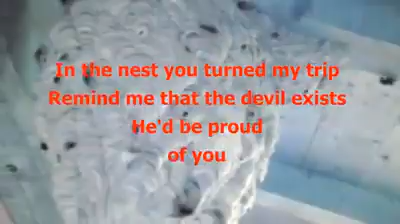 In the nest you turned my trip
Remind me that the devil exists
He'd be proud
of you